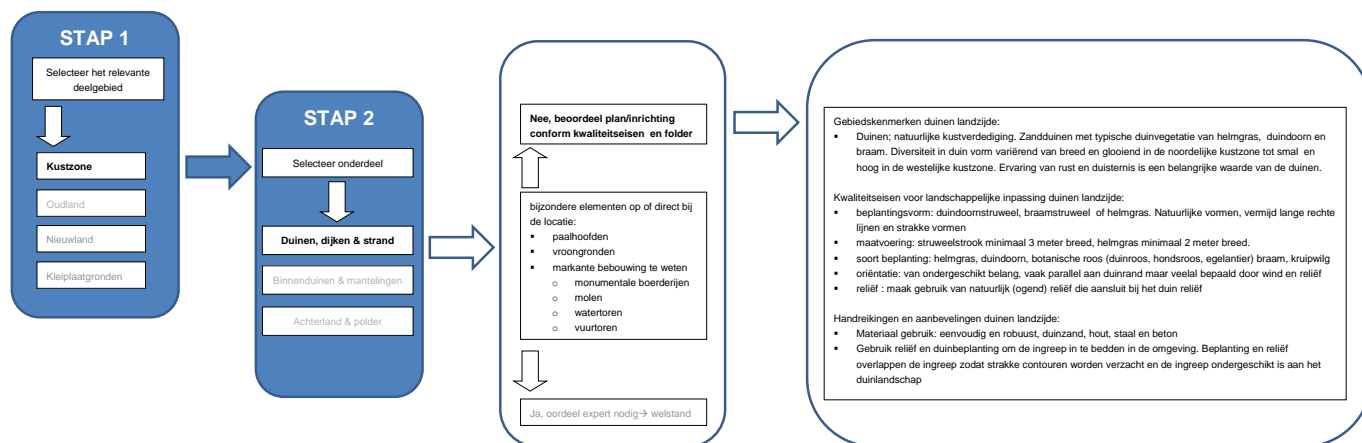 STAP 1
Selecteer het relevante
deelgebied
Kustzone
Oudland
Nieuwland
Kleiplaatgronden
STAP 2
Selecteer onderdeel
Duinen, dijken & strand
Binnenduinen & mantelingen
Achterland & polder
Nee, beoordeel plan/inrichting
conform kwaliteitseisen en folder
bijzondere elementen op of direct bij
de locatie:
▪ paalhoofden
▪ vroongronden
▪ markante bebouwing te weten
o monumentale boerderijen
o molen
o watertoren
o vuurtoren
Ja, oordeel expert nodig→ welstand
Gebiedskenmerken duinen landzijde:
▪ Duinen; natuurlijke kustverdediging. Zandduinen met typische duinvegetatie van helmgras, duindoorn en
braam. Diversiteit in duin vorm variërend van breed en glooiend in de noordelijke kustzone tot smal en
hoog in de westelijke kustzone. Ervaring van rust en duisternis is een belangrijke waarde van de duinen.
Kwaliteitseisen voor landschappelijke inpassing duinen landzijde:
▪ beplantingsvorm: duindoornstruweel, braamstruweel of helmgras. Natuurlijke vormen, vermijd lange rechte
lijnen en strakke vormen
▪ maatvoering: struweelstrook minimaal 3 meter breed, helmgras minimaal 2 meter breed.
▪ soort beplanting: helmgras, duindoorn, botanische roos (duinroos, hondsroos, egelantier) braam, kruipwilg
▪ oriëntatie: van ondergeschikt belang, vaak parallel aan duinrand maar veelal bepaald door wind en reliëf
▪ reliëf : maak gebruik van natuurlijk (ogend) reliëf die aansluit bij het duin reliëf
Handreikingen en aanbevelingen duinen landzijde:
▪ Materiaal gebruik: eenvoudig en robuust, duinzand, hout, staal en beton
▪ Gebruik reliëf en duinbeplanting om de ingreep in te bedden in de omgeving. Beplanting en reliëf
overlappen de ingreep zodat strakke contouren worden verzacht en de ingreep ondergeschikt is aan het
duinlandschap